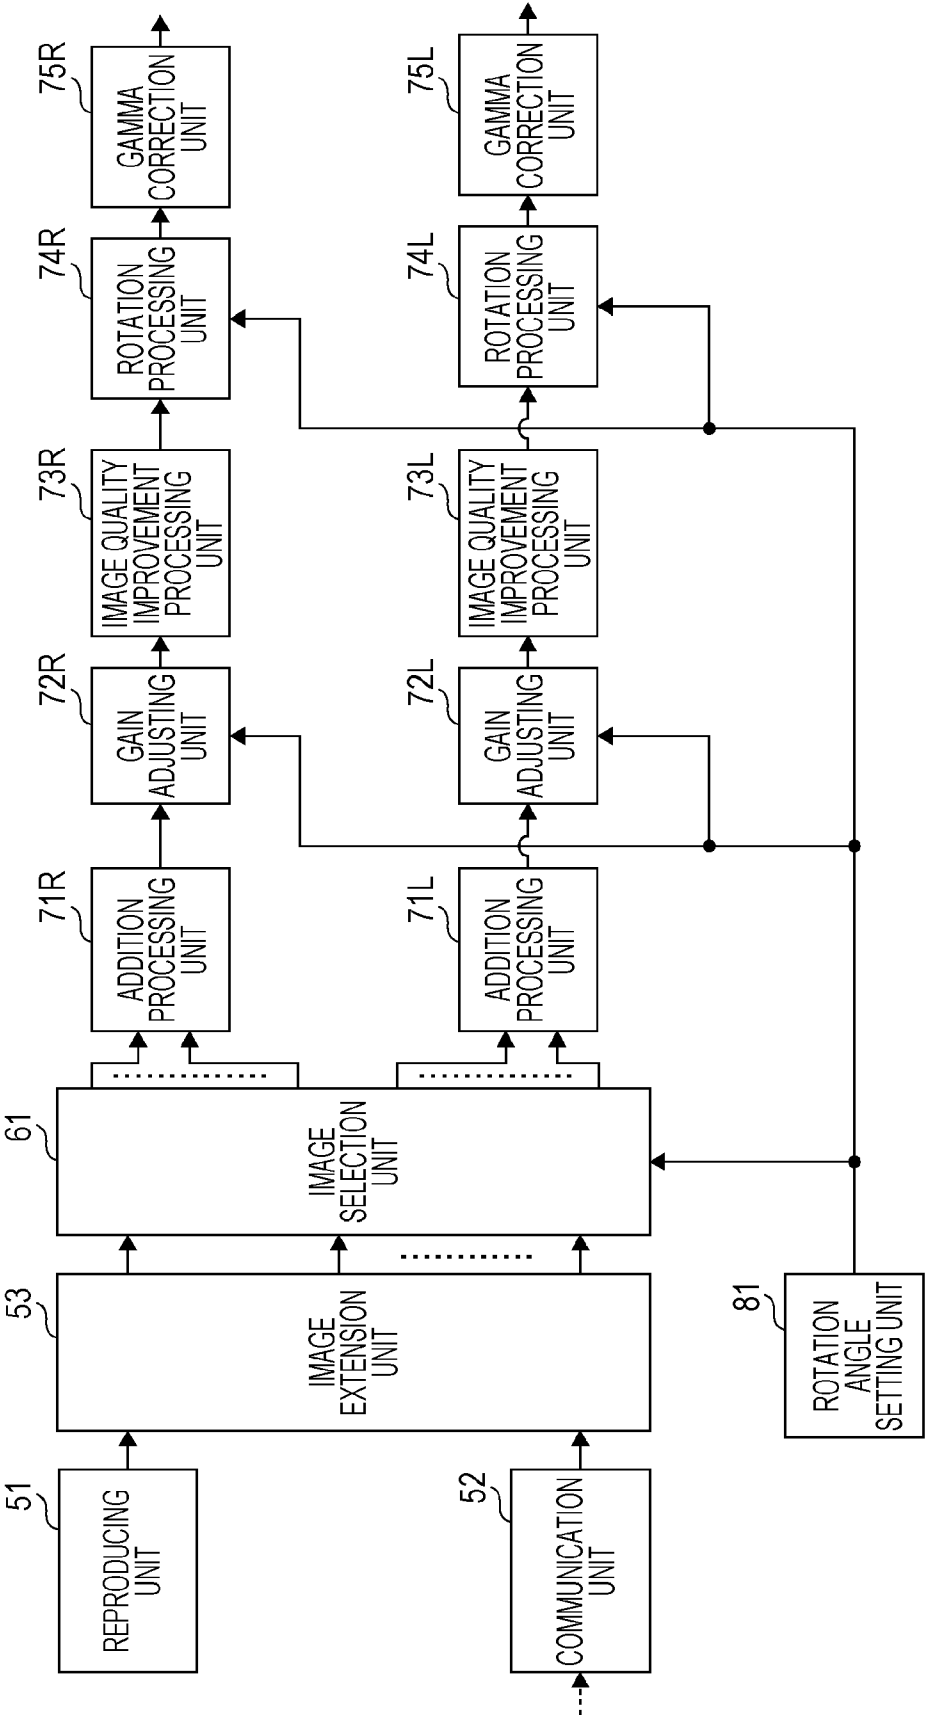 51
REPRODUCING
UNIT
52
COMMUNICATION
UNIT
53
IMAGE
EXTENSION
UNIT
61
IMAGE
SELECTION
UNIT
71R
ADDITION
PROCESSING
UNIT
72R
GAIN
ADJUSTING
UNIT
73R
IMAGE QUALITY
IMPROVEMENT
PROCESSING
UNIT
74R
ROTATION
PROCESSING
UNIT
75R
GAMMA
CORRECTION
UNIT
71L
ADDITION
PROCESSING
UNIT
72L
GAIN
ADJUSTING
UNIT
73L
IMAGE QUALITY
IMPROVEMENT
PROCESSING
UNIT
74L
ROTATION
PROCESSING
UNIT
75L
GAMMA
CORRECTION
UNIT
81
ROTATION
ANGLE
SETTING UNIT